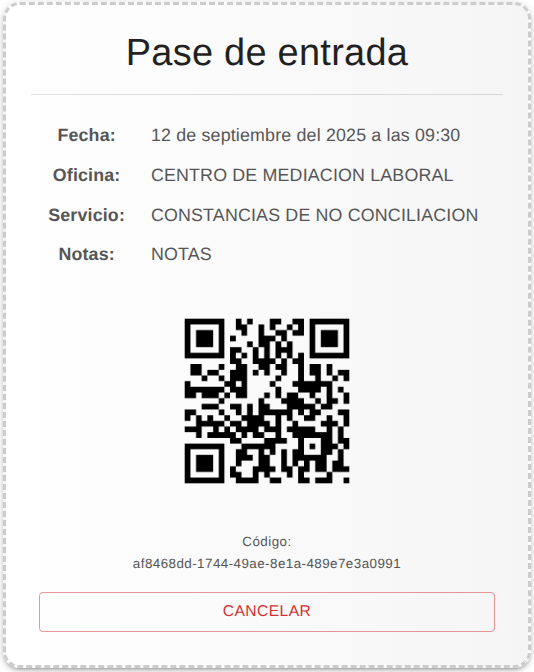 Pase de entrada
Fecha: 12 de septiembre del 2025 a las 09:30
Oficina: CENTRO DE MEDIACION LABORAL
Servicio: CONSTANCIAS DE NO CONCILIACION
Notas: NOTAS
Código:
af8468dd-1744-49ae-8e1a-489e7e3a0991
CANCELAR